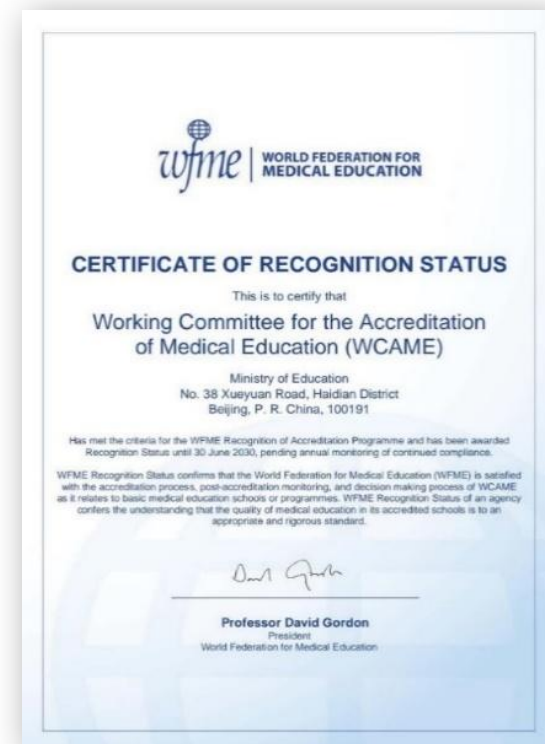 wfme | WORLD FEDERATION FOR
MEDICAL EDUCATION
CERTIFICATE OF RECOGNITION STATUS
This is to certify that
Working Committee for the Accreditation
of Medical Education (WCAME)
Ministry of Education
No. 38 Xueyuan Road, Haidian District
Beijing, P. R. China, 100191
Has met the criteria for the WFME Recognition of Accreditation Programme and has been awarded
Recognition Status until 30 June 2030, pending annual monitoring of continued compliance.
WFME Recognition Status confirms that the World Federation for Medical Education (WFME) is satisfied
with the accreditation process, post-accreditation monitoring, and decision making process of WCAME
as it relates to basic medical education schools or programmes. WFME Recognition Status of an agency
confers the understanding that the quality of medical education in its accredited schools is to an
appropriate and rigorous standard.
Professor David Gordon
President
World Federation for Medical Education